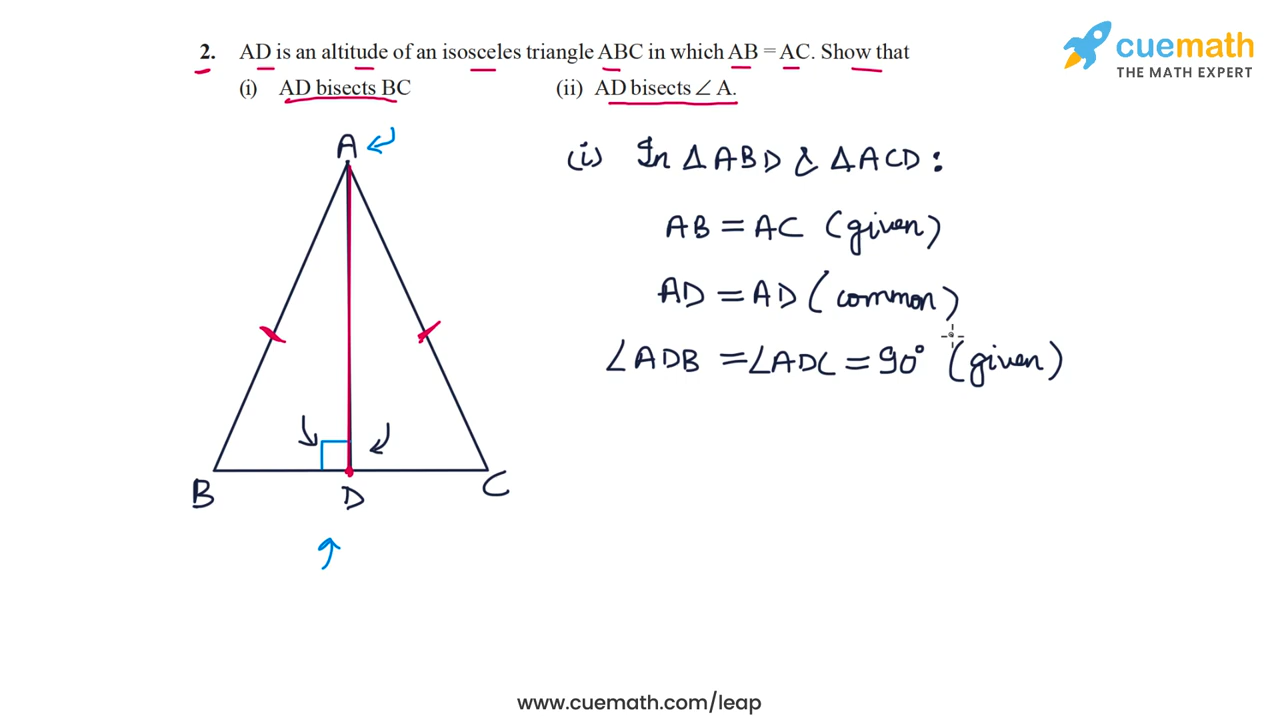 2. AD is an altitude of an isosceles triangle ABC in which AB = AC. Show that
(i) AD bisects BC (ii) AD bisects ∠ A.
cuemath
THE MATH EXPERT
A
B
D
C
(i) In Δ ABD & Δ ACD :
AB = AC (given)
AD = AD (common)
∠ADB = ∠ADC = 90° (given)
www.cuemath.com/leap